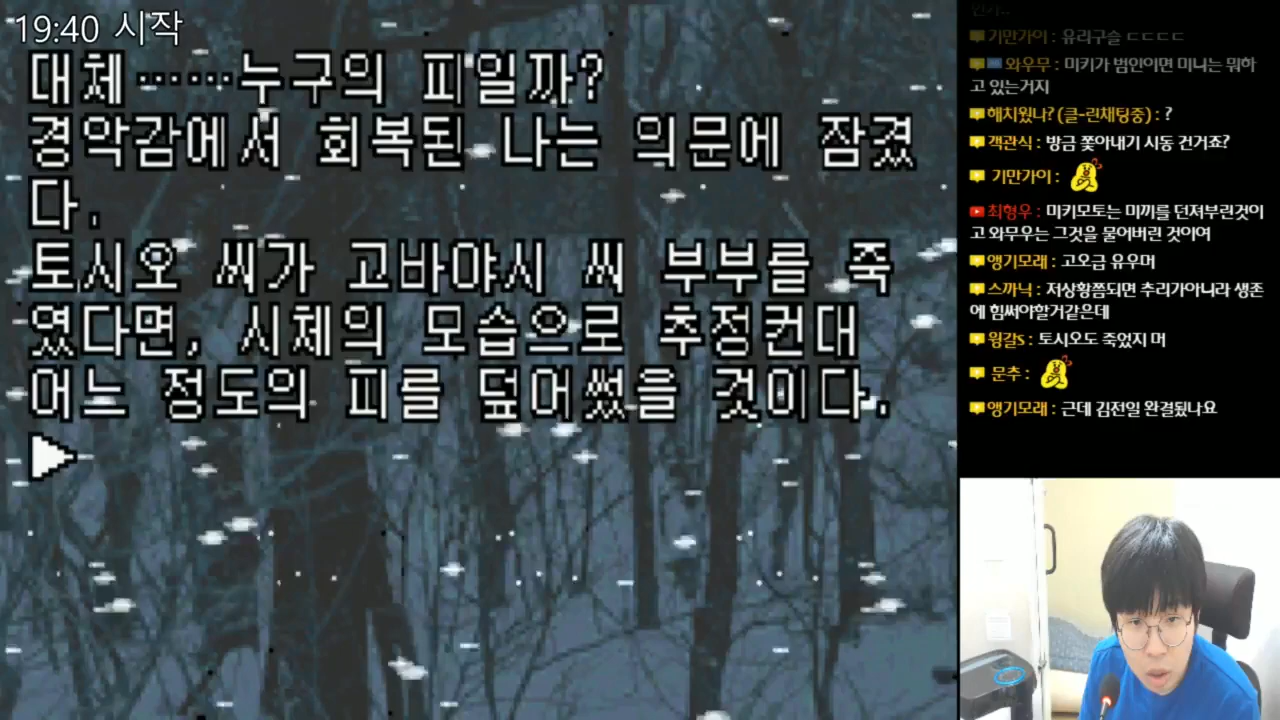 19:40 시작
대체……누구의 피일까?
경악감에서 회복된 나는 의문에 잠겼
다.
토시오 씨가 고바야시 씨 부부를 죽
였다면, 시체의 모습으로 추정컨대
어느 정도의 피를 덮어썼을 것이다.
기만가이 : 유리구슬 ㄷㄷㄷㄷ
와우무 : 미키가 범인이면 미니는 뭐하
고 있는거지
해치웠나? (클-린채팅중) : ?
객관식 : 방금 쫓아내기 시동 건거죠?
기만가이 :
최형우 : 미키모토는 미끼를 던져부린것이
고 와무우는 그것을 물어버린 것이여
앵기모래 : 고오급 유우머
스까닉 : 저상황쯤되면 추리가아니라 생존
에 힘써야할거같은데
윙갈s : 토시오도 죽었지 머
문추 :
앵기모래 : 근데 김전일 완결됐나요